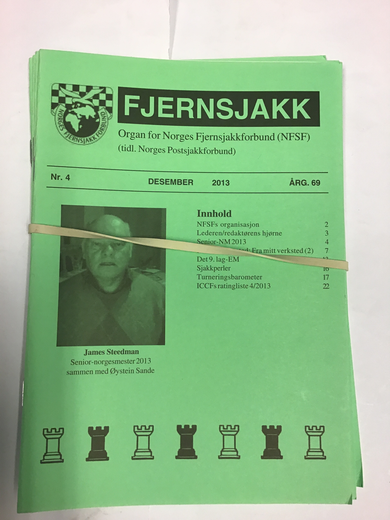 FJERNSJAKK
Organ for Norges Fjernsjakkforbund (NFSF)
(tidl. Norges Postsjakkforbund)
Nr. 4 DESEMBER 2013 ÅRG. 69
Innhold
NFSFs organisasjon 2
Lederen/redaktørens hjørne 3
Senior-NM 2013 4
Fra mitt verksted (2) 7
Det 9. lag-EM
Sjakkperler 16
Turneringsbarometer 17
ICCFs ratingliste 4/2013 22
James Steedman
Senior-norgesmester 2013
sammen med Øystein Sande